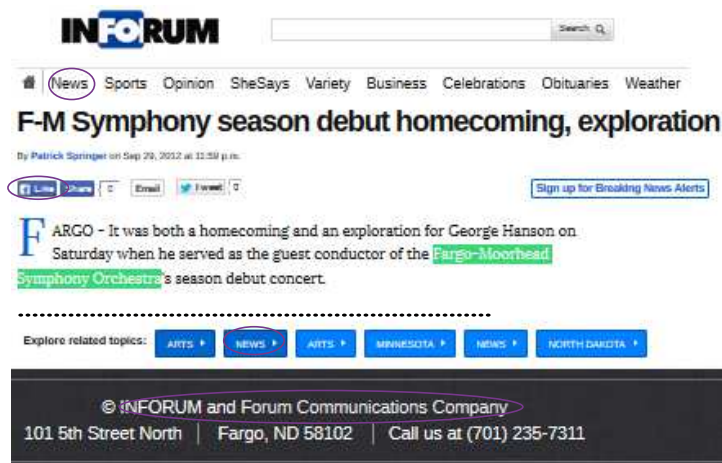 INFORUM
Search
News Sports Opinion SheSays Variety Business Celebrations Obituaries Weather
F-M Symphony season debut homecoming, exploration
By Patrick Springer on Sep 29, 2012 at 11:59 p.m.
Like Share 0 Email Tweet 0 Sign up for Breaking News Alerts
FARGO - It was both a homecoming and an exploration for George Hanson on
Saturday when he served as the guest conductor of the Fargo-Moorhead
Symphony Orchestra's season debut concert.
Explore related topics: ARTS NEWS ARTS MINNESOTA NEWS NORTH DAKOTA
© INFORUM and Forum Communications Company
101 5th Street North | Fargo, ND 58102 | Call us at (701) 235-7311